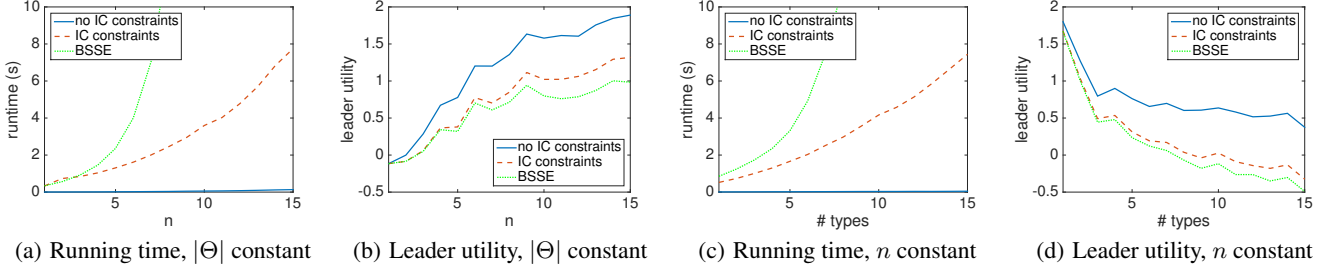 10
8
6
4
2
0
5
10
15
runtime (s)
n
no IC constraints
IC constraints
BSSE
(a) Running time, |Θ| constant
2
1.5
1
0.5
0
-0.5
5
10
15
leader utility
n
no IC constraints
IC constraints
BSSE
(b) Leader utility, |Θ| constant
10
8
6
4
2
0
5
10
15
runtime (s)
# types
no IC constraints
IC constraints
BSSE
(c) Running time, n constant
2
1.5
1
0.5
0
-0.5
5
10
15
leader utility
# types
no IC constraints
IC constraints
BSSE
(d) Leader utility, n constant